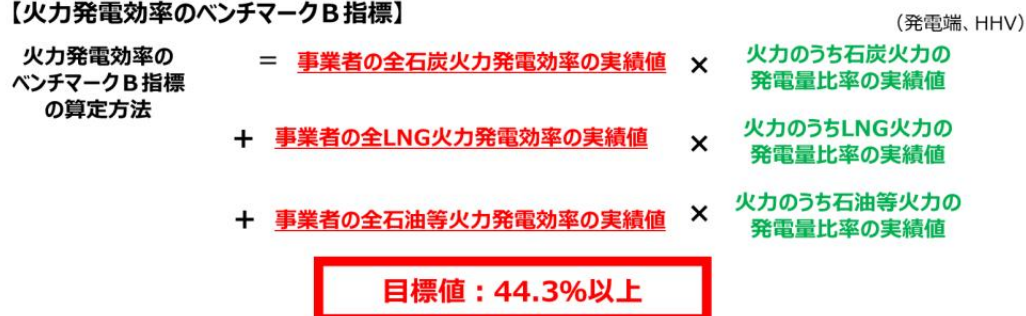 【火力発電効率のベンチマークB指標】
(発電端、HHV)
火力発電効率の
ベンチマークB指標
の算定方法
= 事業者の全石炭火力発電効率の実績値 × 火力のうち石炭火力の
発電量比率の実績値
+ 事業者の全LNG火力発電効率の実績値 × 火力のうちLNG火力の
発電量比率の実績値
+ 事業者の全石油等火力発電効率の実績値 × 火力のうち石油等火力の
発電量比率の実績値
目標値：44.3%以上